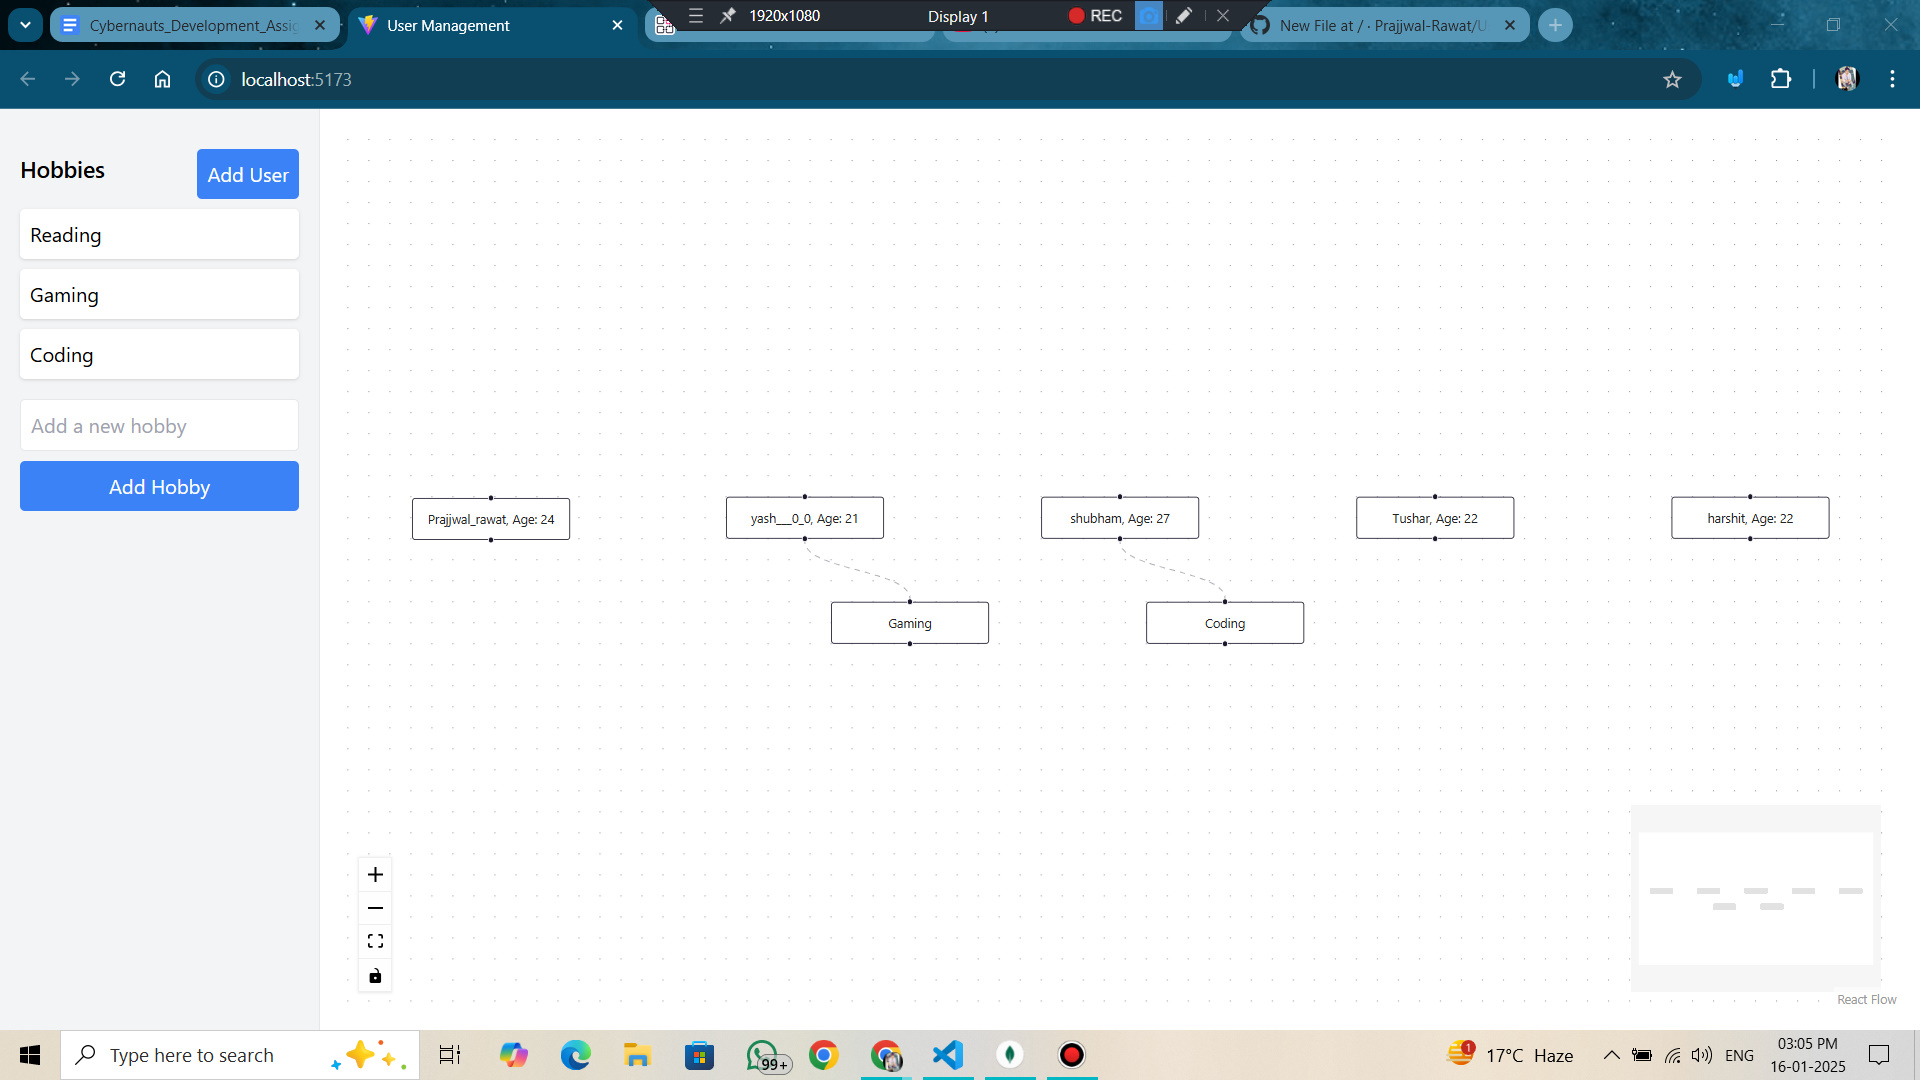 1920x1080
Display 1
REC
Cybernauts_Development_Assig
User Management
New File at / · Prajjwal-Rawat/U
localhost:5173
Hobbies
Add User
Reading
Gaming
Coding
Add a new hobby
Add Hobby
Prajjwal_rawat, Age: 24
yash___0_0, Age: 21
shubham, Age: 27
Tushar, Age: 22
harshit, Age: 22
Gaming
Coding
React Flow
Type here to search
99+
1
17°C Haze
ENG
03:05 PM
16-01-2025